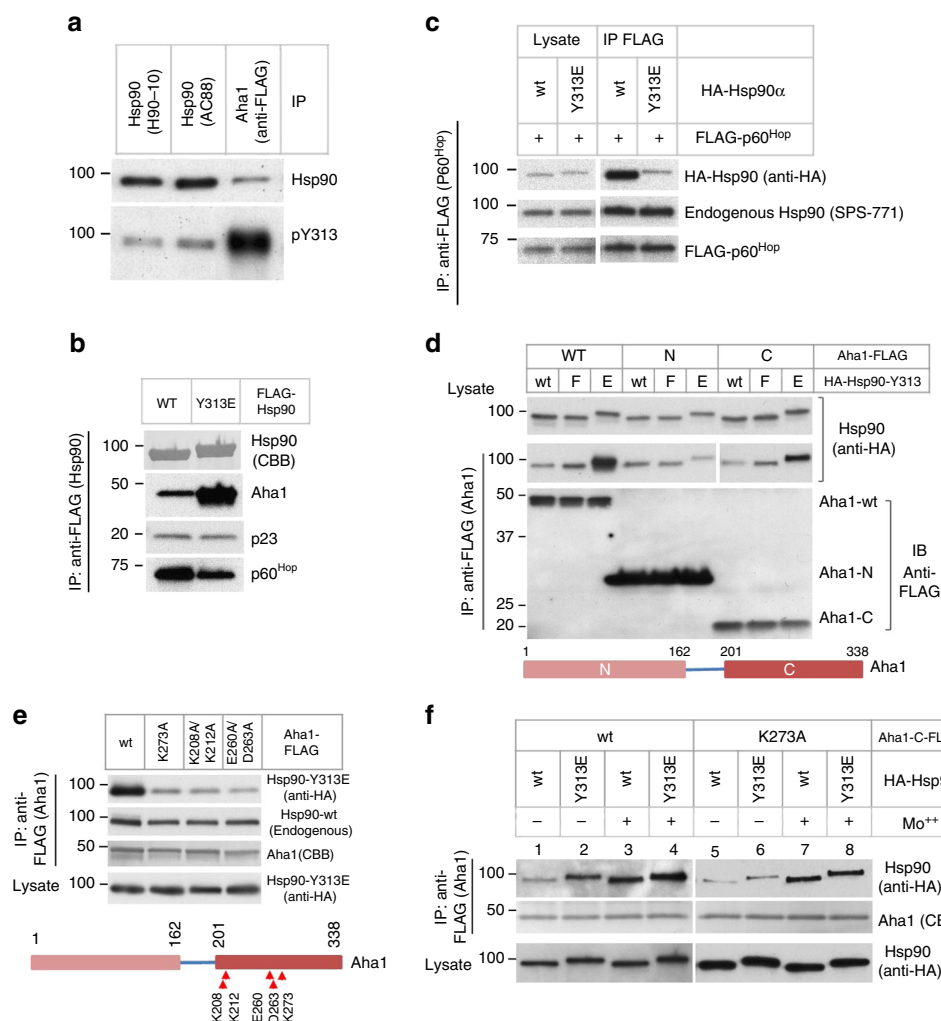 a
Hsp90 (H90–10)
Hsp90 (AC88)
Aha1 (anti-FLAG)
IP
100
Hsp90
100
pY313
b
WT
Y313E
FLAG-Hsp90
IP: anti-FLAG (Hsp90)
100
Hsp90 (CBB)
50
Aha1
20
p23
75
p60Hop
c
Lysate
IP FLAG
wt
Y313E
wt
Y313E
HA-Hsp90α
+ + + +
FLAG-p60Hop
IP: anti-FLAG (P60Hop)
100
HA-Hsp90 (anti-HA)
100
Endogenous Hsp90 (SPS-771)
75
FLAG-p60Hop
d
WT N C Aha1-FLAG
wt F E wt F E wt F E HA-Hsp90-Y313
Lysate
100
Hsp90 (anti-HA)
IP: anti-FLAG (Aha1)
100
50
Aha1-wt
37
IB Anti-FLAG
Aha1-N
25
20
Aha1-C
1 162 201 338
N C Aha1
e
wt
K273A
K208A/ K212A
E260A/ D263A
Aha1-FLAG
IP: anti-FLAG (Aha1)
100
Hsp90-Y313E (anti-HA)
100
Hsp90-wt (Endogenous)
50
Aha1(CBB)
Lysate
100
Hsp90-Y313E (anti-HA)
1 162 201 338
Aha1
K208
K212
E260
D263
K273
f
wt K273A Aha1-C-FL
wt Y313E wt Y313E wt Y313E wt Y313E HA-Hsp9
– – + + – – + + Mo++
1 2 3 4 5 6 7 8
IP: anti-FLAG (Aha1)
100
Hsp90 (anti-HA)
Aha1 (CB
Lysate
100
Hsp90 (anti-HA)